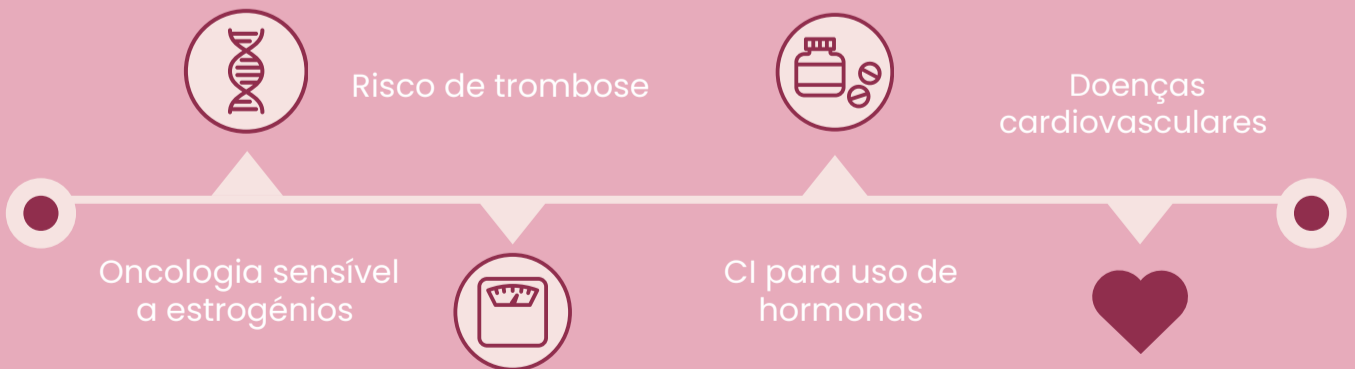 Risco de trombose
Doenças
cardiovasculares
Oncologia sensível
a estrogénios
CI para uso de
hormonas